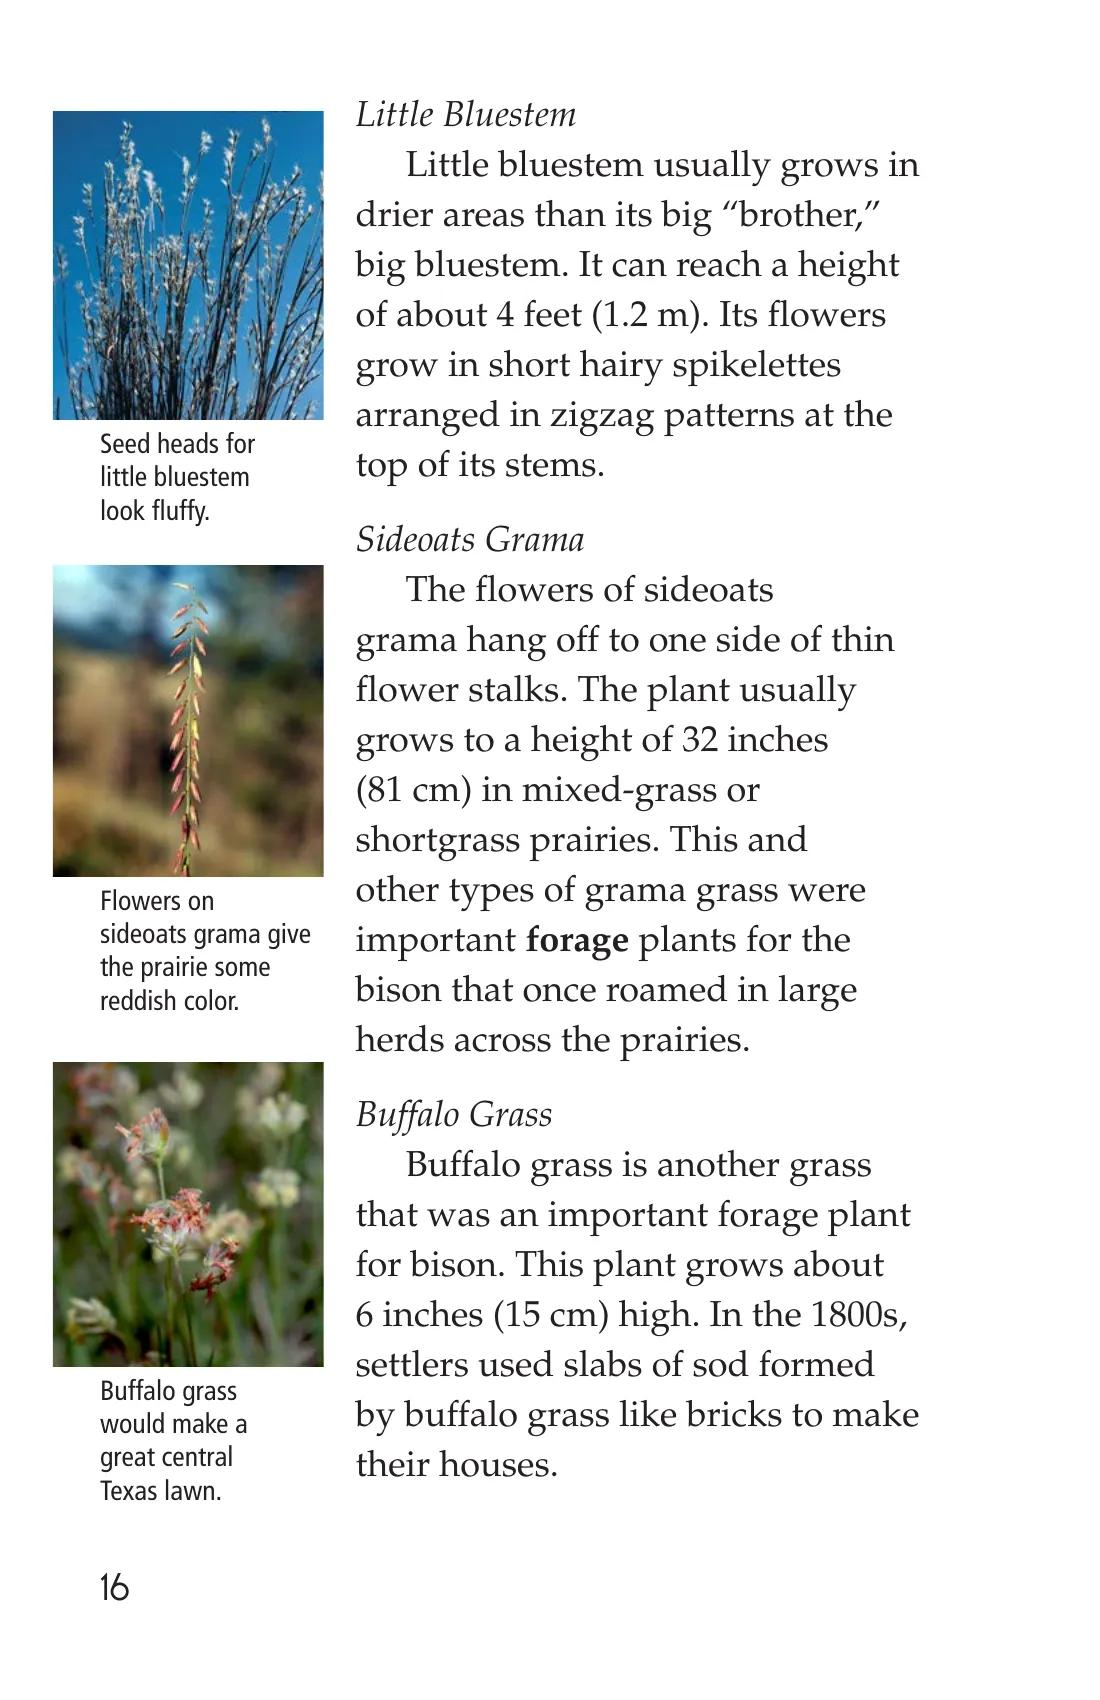 Little Bluestem
Little bluestem usually grows in
drier areas than its big “brother,”
big bluestem. It can reach a height
of about 4 feet (1.2 m). Its flowers
grow in short hairy spikelettes
arranged in zigzag patterns at the
top of its stems.
Seed heads for
little bluestem
look fluffy.
Sideoats Grama
The flowers of sideoats
grama hang off to one side of thin
flower stalks. The plant usually
grows to a height of 32 inches
(81 cm) in mixed-grass or
shortgrass prairies. This and
other types of grama grass were
important forage plants for the
bison that once roamed in large
herds across the prairies.
Flowers on
sideoats grama give
the prairie some
reddish color.
Buffalo Grass
Buffalo grass is another grass
that was an important forage plant
for bison. This plant grows about
6 inches (15 cm) high. In the 1800s,
settlers used slabs of sod formed
by buffalo grass like bricks to make
their houses.
Buffalo grass
would make a
great central
Texas lawn.
16